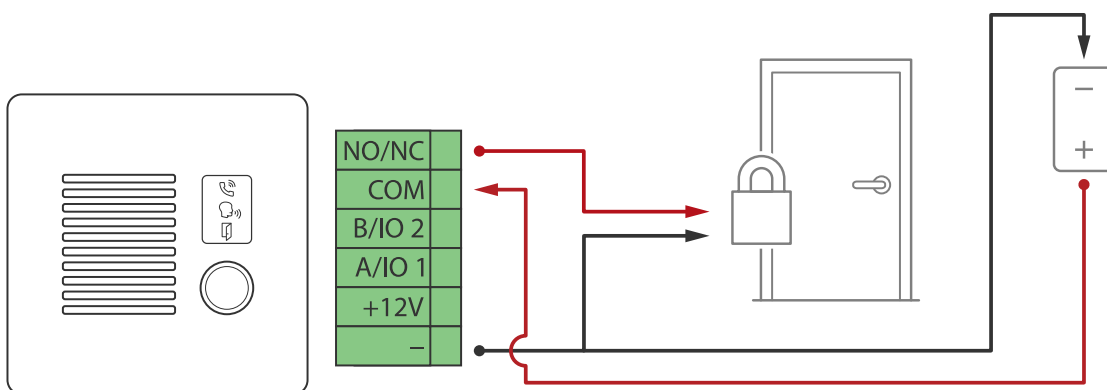 NO/NC
COM
B/IO 2
A/IO 1
+12V
–
–
+